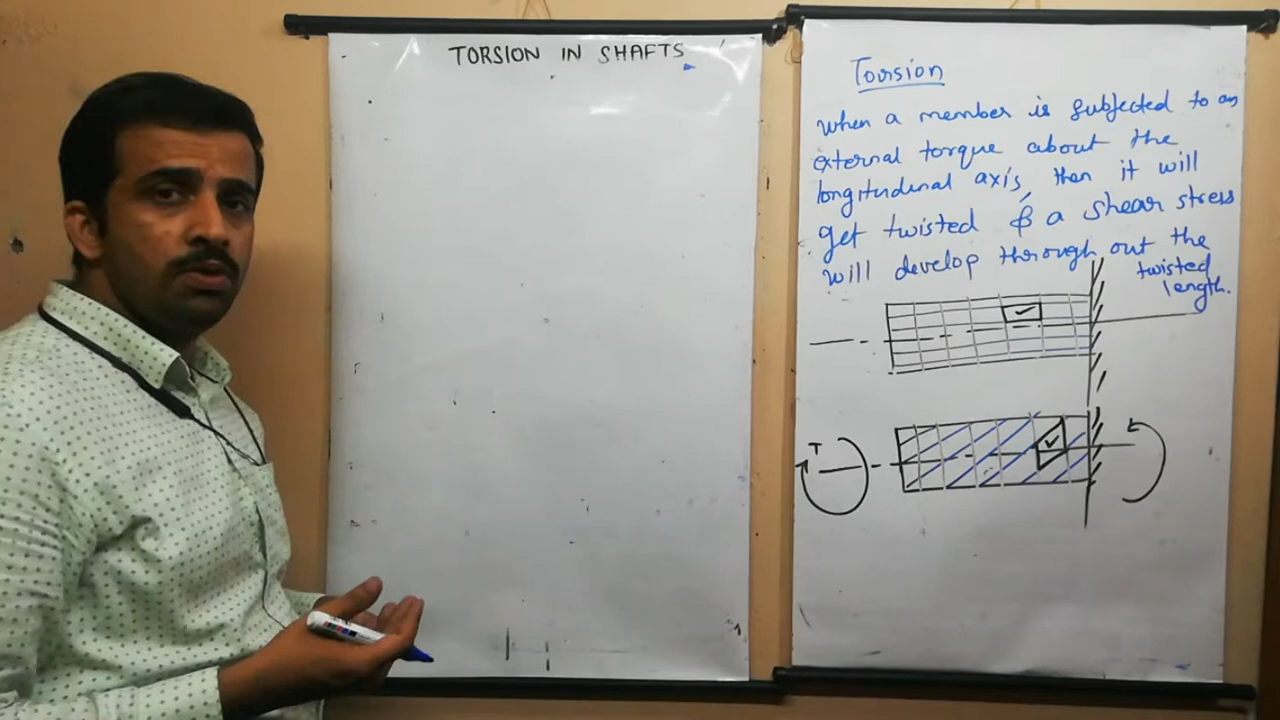 TORSION IN SHAFTS
Torsion
When a member is subjected to an
external torque about the
longitudinal axis, then it will
get twisted & a shear stress
will develop through out the
twisted
length.
T